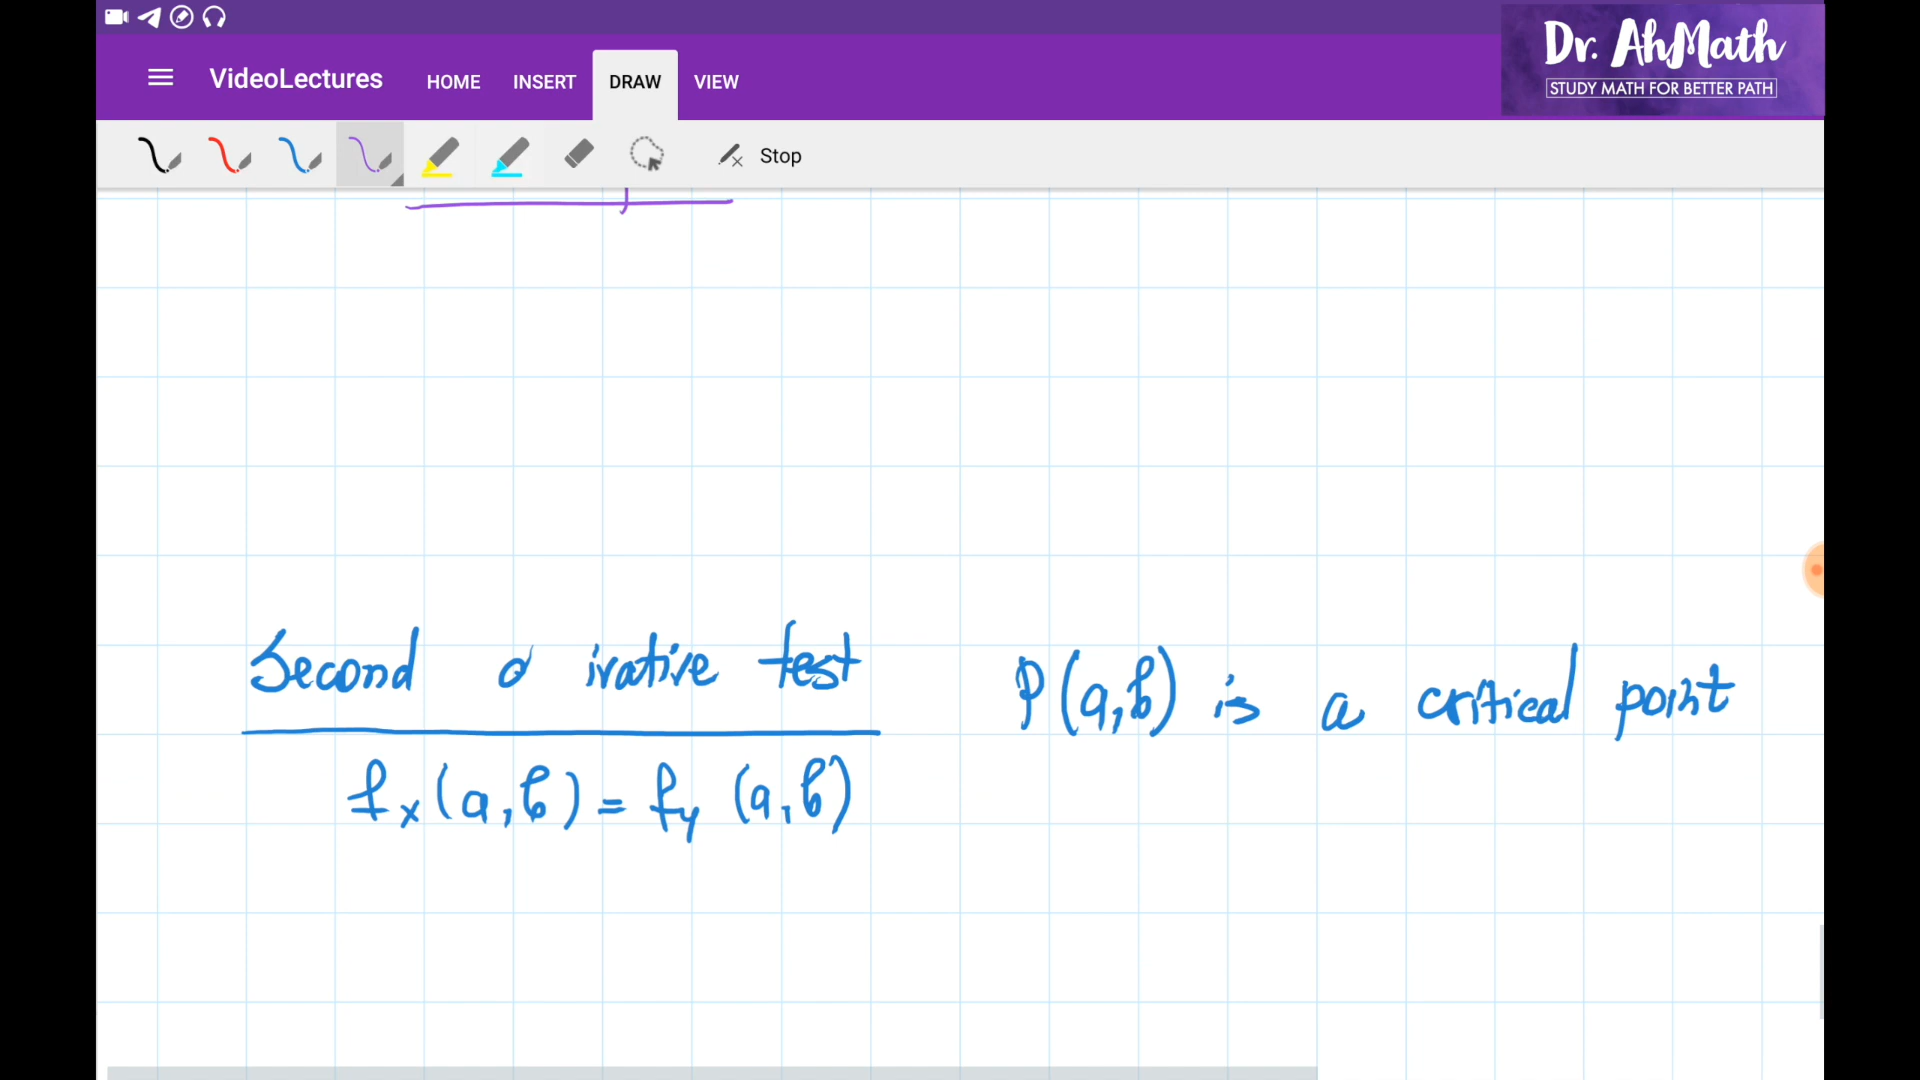 Dr. AhMath
STUDY MATH FOR BETTER PATH
VideoLectures HOME INSERT DRAW VIEW
Stop
Second d irative test P(a,b) is a critical point
fx(a,b) = fy (a,b)